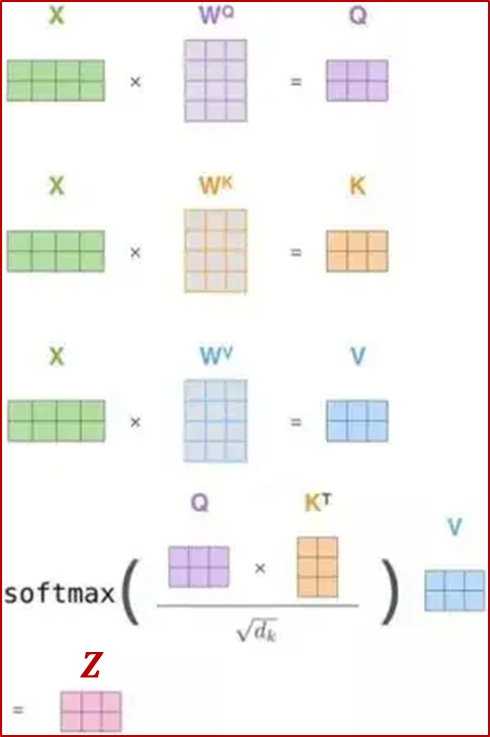 X W^Q Q
× =
X W^K K
× =
X W^V V
× =
Q K^T
V
×
softmax( )
√d_k
Z
=